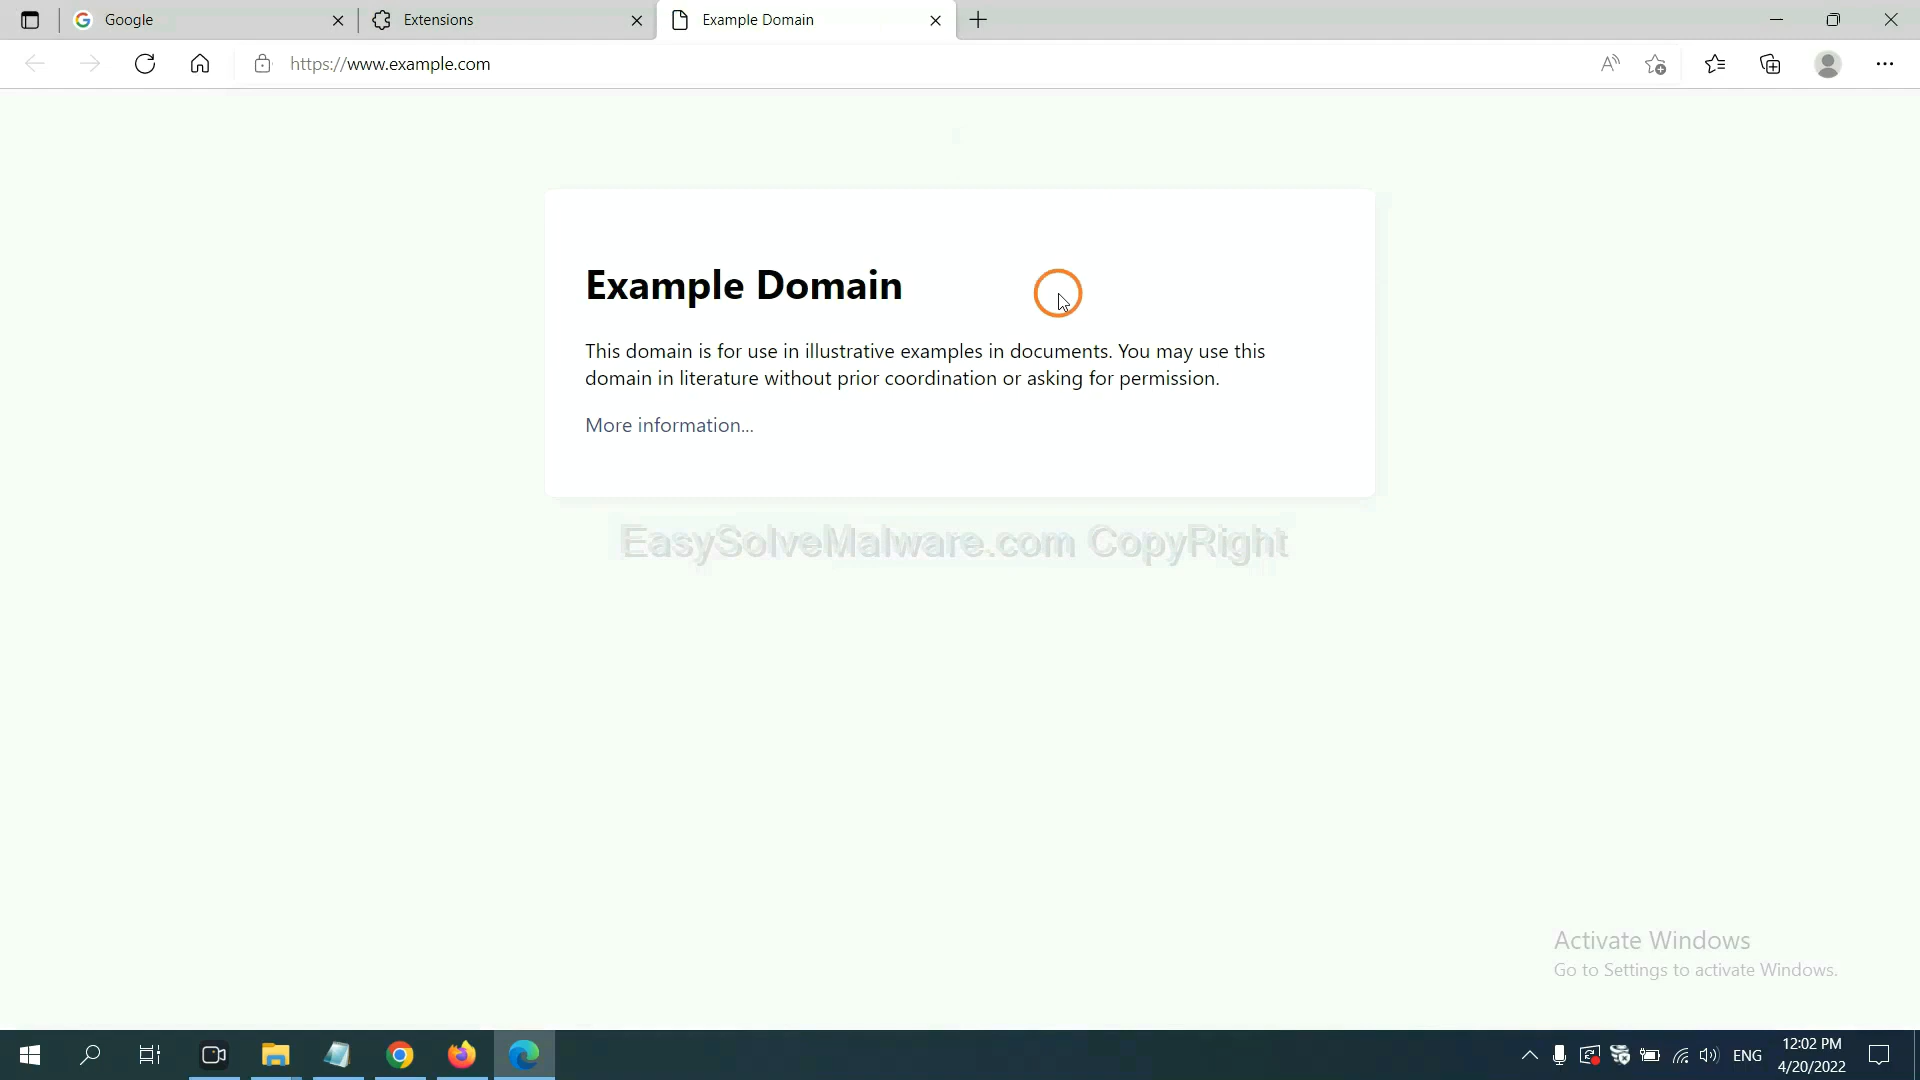 Google
Extensions
Example Domain
https://www.example.com
Example Domain
This domain is for use in illustrative examples in documents. You may use this
domain in literature without prior coordination or asking for permission.
More information...
EasySolveMalware.com CopyRight
Activate Windows
Go to Settings to activate Windows.
ENG
12:02 PM
4/20/2022